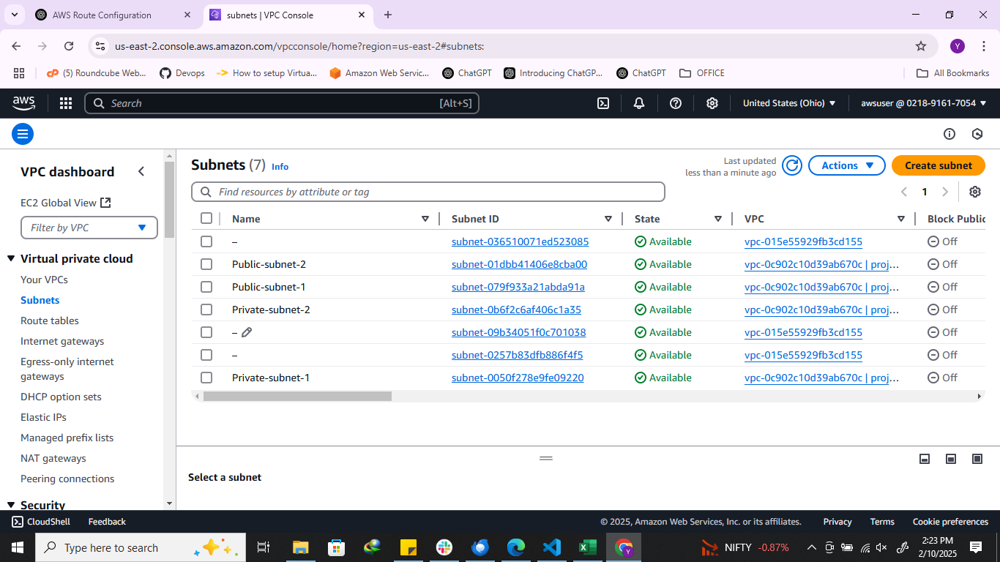 AWS Route Configuration
subnets | VPC Console
us-east-2.console.aws.amazon.com/vpcconsole/home?region=us-east-2#subnets:
Y
(5) Roundcube Web...
Devops
How to setup Virtua...
Amazon Web Servic...
ChatGPT
Introducing ChatGP...
ChatGPT
OFFICE
All Bookmarks
aws
Search
[Alt+S]
United States (Ohio)
awsuser @ 0218-9161-7054
VPC dashboard
EC2 Global View
Filter by VPC
Virtual private cloud
Your VPCs
Subnets
Route tables
Internet gateways
Egress-only internet
gateways
DHCP option sets
Elastic IPs
Managed prefix lists
NAT gateways
Peering connections
Security
Subnets (7) Info
Last updated
less than a minute ago
Actions
Create subnet
Find resources by attribute or tag
1
Name Subnet ID State VPC Block Public
– subnet-036510071ed523085 Available vpc-015e55929fb3cd155 Off
Public-subnet-2 subnet-01dbb41406e8cba00 Available vpc-0c902c10d39ab670c | proj... Off
Public-subnet-1 subnet-079f933a21abda91a Available vpc-0c902c10d39ab670c | proj... Off
Private-subnet-2 subnet-0b6f2c6af406c1a35 Available vpc-0c902c10d39ab670c | proj... Off
– subnet-09b34051f0c701038 Available vpc-015e55929fb3cd155 Off
– subnet-0257b83dfb886f4f5 Available vpc-015e55929fb3cd155 Off
Private-subnet-1 subnet-0050f278e9fe09220 Available vpc-0c902c10d39ab670c | proj... Off
Select a subnet
CloudShell
Feedback
© 2025, Amazon Web Services, Inc. or its affiliates.
Privacy
Terms
Cookie preferences
Type here to search
NIFTY -0.87%
2:23 PM
2/10/2025